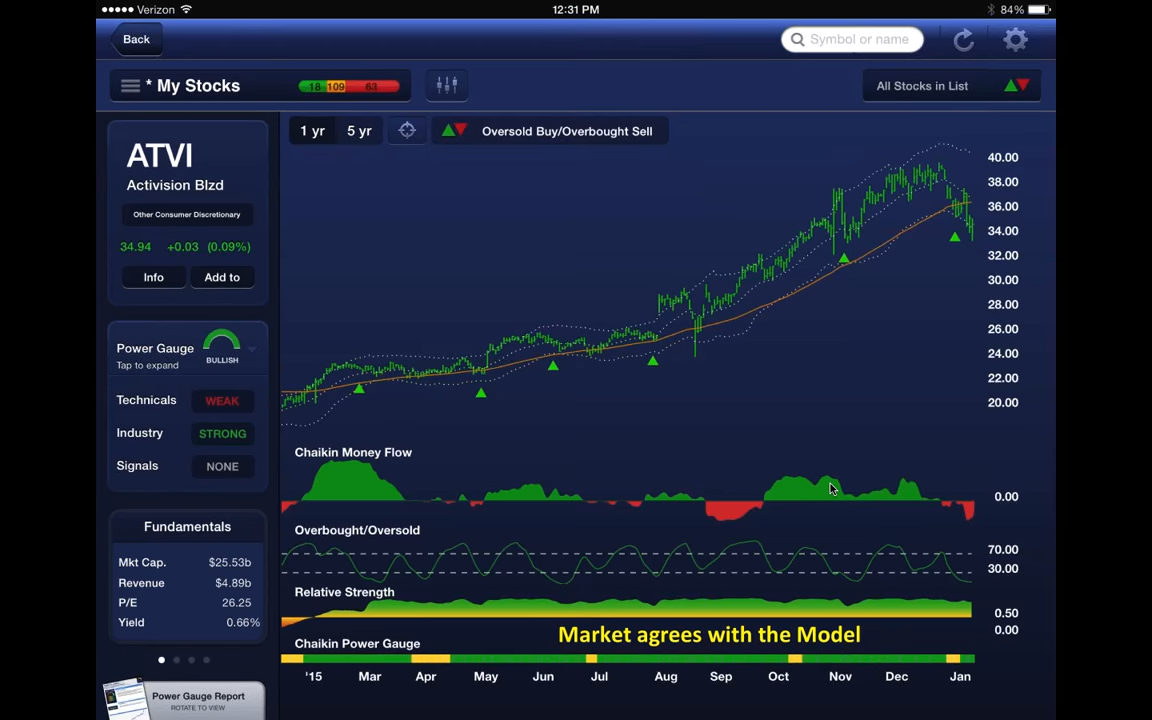 Verizon 12:31 PM 84%
Back Symbol or name
* My Stocks 18 109 63 All Stocks in List
1 yr 5 yr Oversold Buy/Overbought Sell
ATVI
Activision Blzd
Other Consumer Discretionary
34.94 +0.03 (0.09%)
Info Add to
Power Gauge
Tap to expand
BULLISH
Technicals WEAK
Industry STRONG
Signals NONE
Fundamentals
Mkt Cap. $25.53b
Revenue $4.89b
P/E 26.25
Yield 0.66%
Power Gauge Report
ROTATE TO VIEW
40.00
38.00
36.00
34.00
32.00
30.00
28.00
26.00
24.00
22.00
20.00
Chaikin Money Flow
0.00
Overbought/Oversold
70.00
30.00
Relative Strength
0.50
0.00
Market agrees with the Model
Chaikin Power Gauge
'15 Mar Apr May Jun Jul Aug Sep Oct Nov Dec Jan